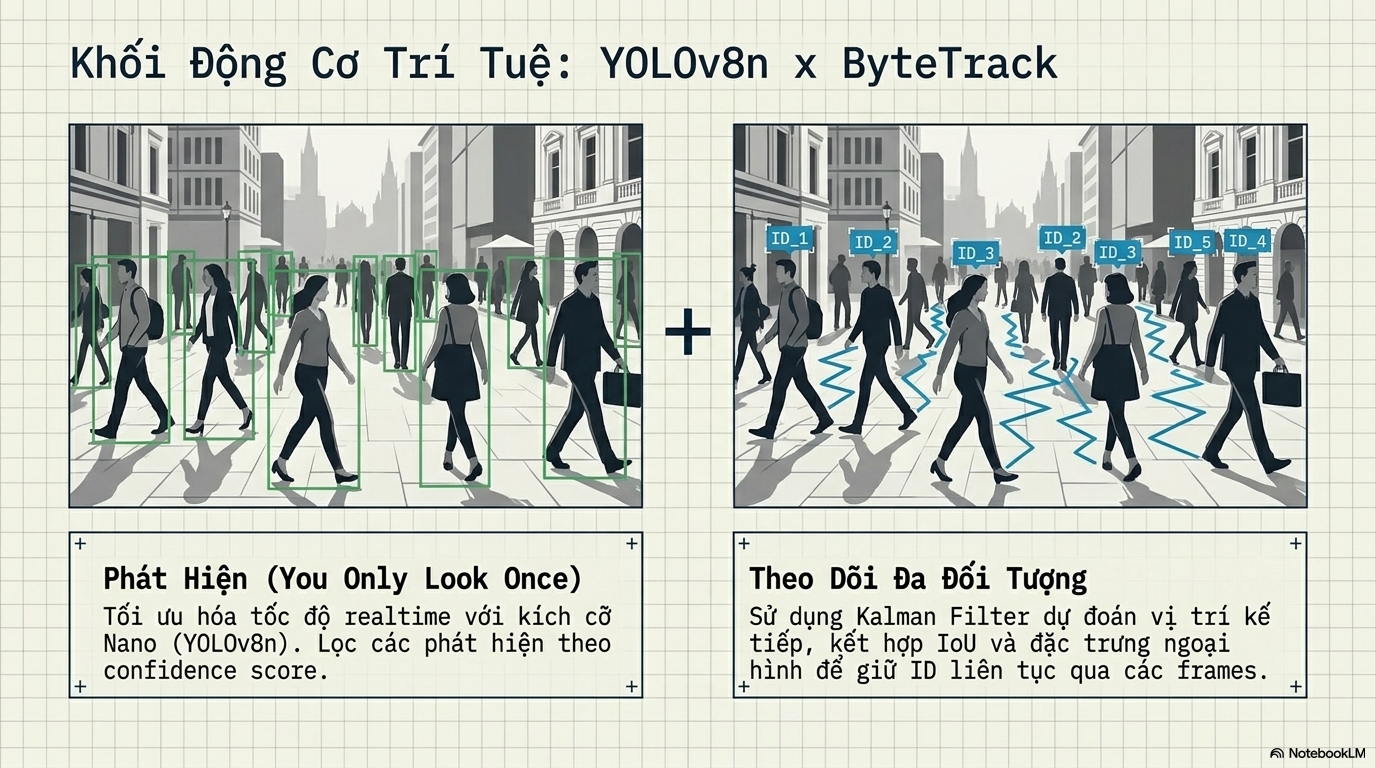 Khối Động Cơ Trí Tuệ: YOLOv8n x ByteTrack
ID_1
ID_2
ID_3
ID_2
ID_3
ID_5
ID_4
+
Phát Hiện (You Only Look Once)
Tối ưu hóa tốc độ realtime với kích cỡ
Nano (YOLOv8n). Lọc các phát hiện theo
confidence score.
Theo Dõi Đa Đối Tượng
Sử dụng Kalman Filter dự đoán vị trí kế
tiếp, kết hợp IoU và đặc trưng ngoại
hình để giữ ID liên tục qua các frames.
NotebookLM